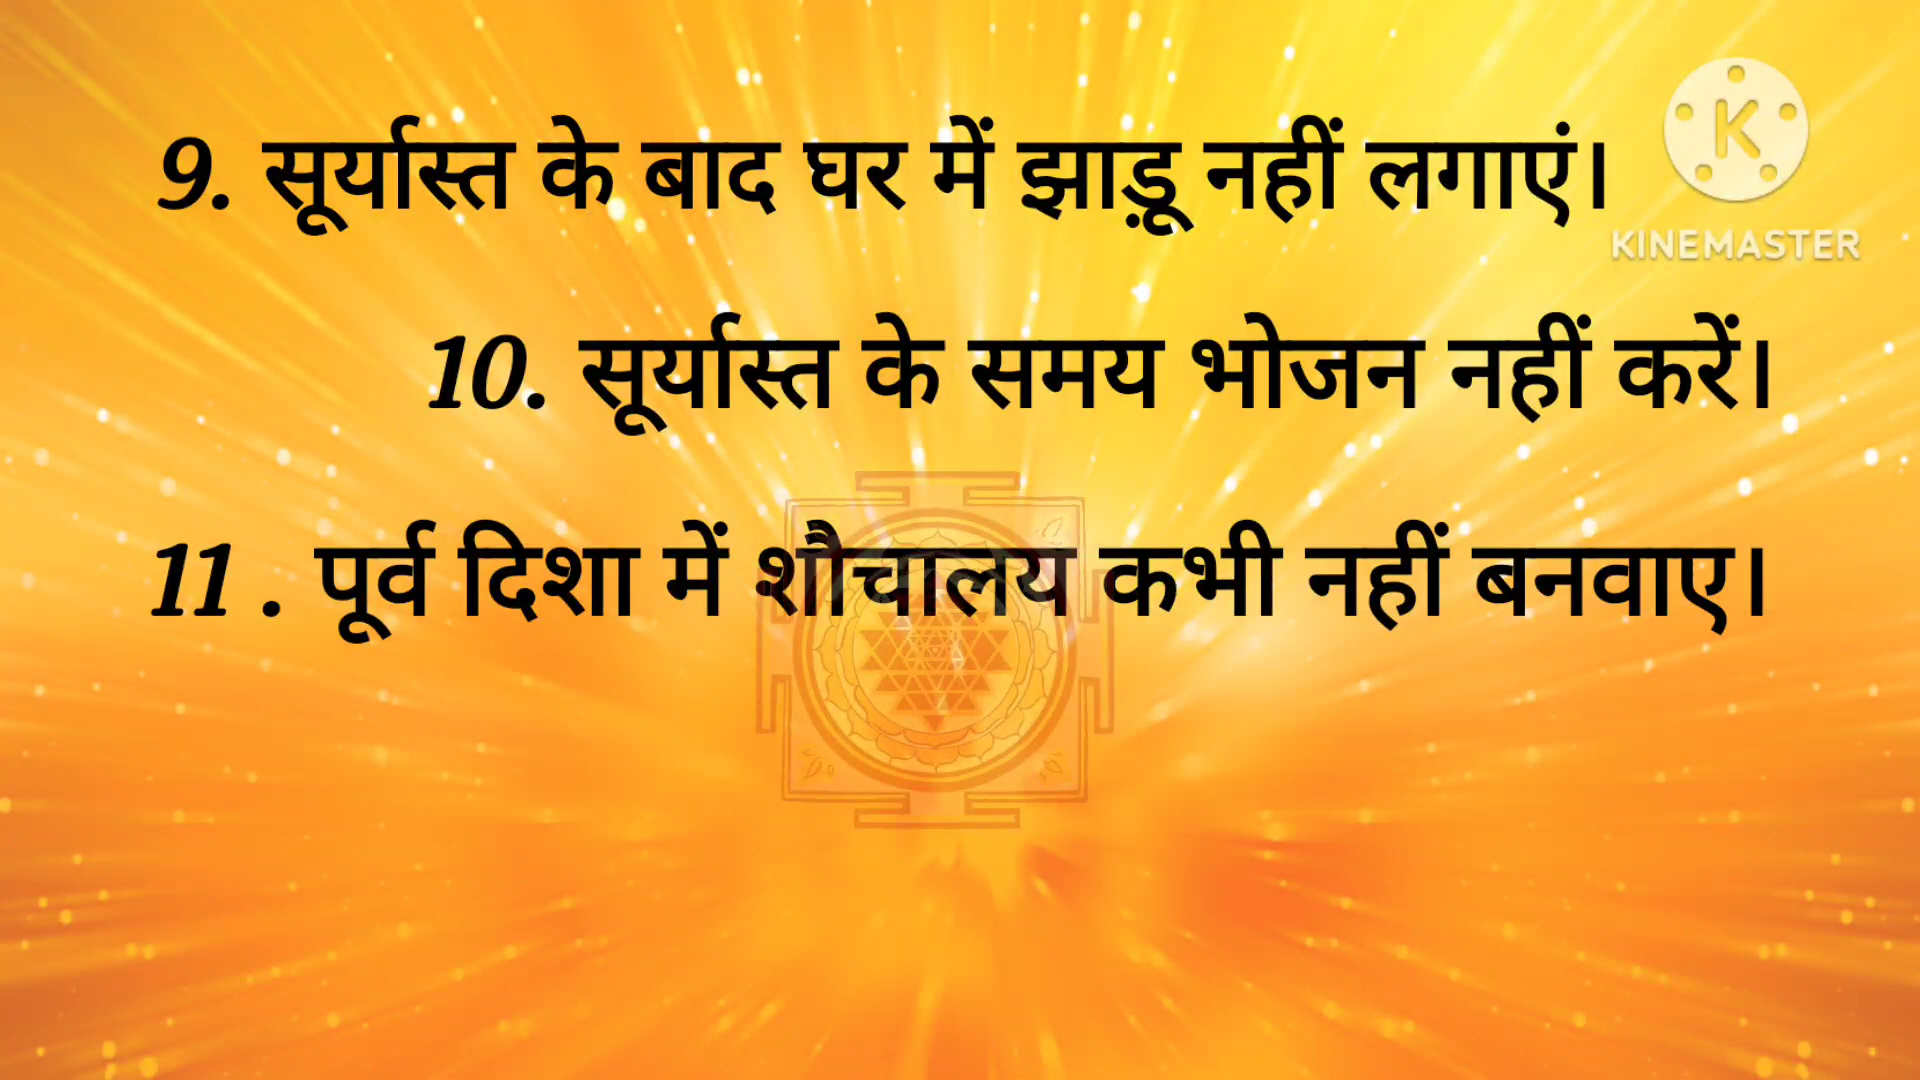 9. सूर्यास्त के बाद घर में झाड़ू नहीं लगाएं।
K
KINEMASTER
10. सूर्यास्त के समय भोजन नहीं करें।
11 . पूर्व दिशा में शौचालय कभी नहीं बनवाए।